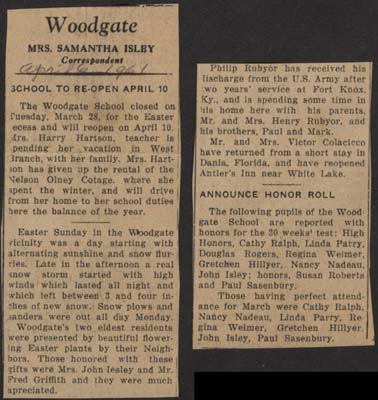 Woodgate
MRS. SAMANTHA ISLEY
Correspondent
April 6 1961
SCHOOL TO RE-OPEN APRIL 10
The Woodgate School closed on
Tuesday, March 28, for the Easter
ecess and will reopen on April 10.
Mrs. Harry Hartson, teacher is
pending her vacation in West
Branch, with her family. Mrs. Hart-
on has given up the rental of the
Nelson Olney Cotage, where she
spent the winter, and will drive
from her home to her school duties
here the balance of the year.
Easter Sunday in the Woodgate
vicinity was a day starting with
alternating sunshine and snow flur-
ries. Late in the afternoon a real
snow storm started with high
winds which lasted all night and
which left between 3 and four in-
ches of new snow. Snow plows and
sanders were out all day Monday.
Woodgate's two eldest residents
were presented by beautiful flower-
ing Easter plants by their Neigh-
bors. Those honored with these
gifts were Mrs. John Iesley and Mr.
Fred Griffith and they were much
apreciated.
Philip Rubyor has received his
discharge from the U.S. Army after
two years' service at Fort Knox,
Ky., and is spending some time in
his home here with his parents,
Mr. and Mrs. Henry Rubyor, and
his brothers, Paul and Mark.
Mr. and Mrs. Victor Colacicco
have returned from a short stay in
Dania, Florida, and have reopened
Antler's Inn near White Lake.
ANNOUNCE HONOR ROLL
The following pupils of the Wood-
gate School are reported with
honors for the 30 weeks' test: High
Honors, Cathy Ralph, Linda Parry,
Douglas Rogers, Regina Weimer,
Gretchen Hillyer, Nancy Nadeau,
John Isley; honors, Susan Roberts
and Paul Sasenbury.
Those having perfect attend-
ance for March were Cathy Ralph,
Nancy Nadeau, Linda Parry, Re-
gina Weimer, Gretchen Hillyer,
John Isley, Paul Sasenbury.